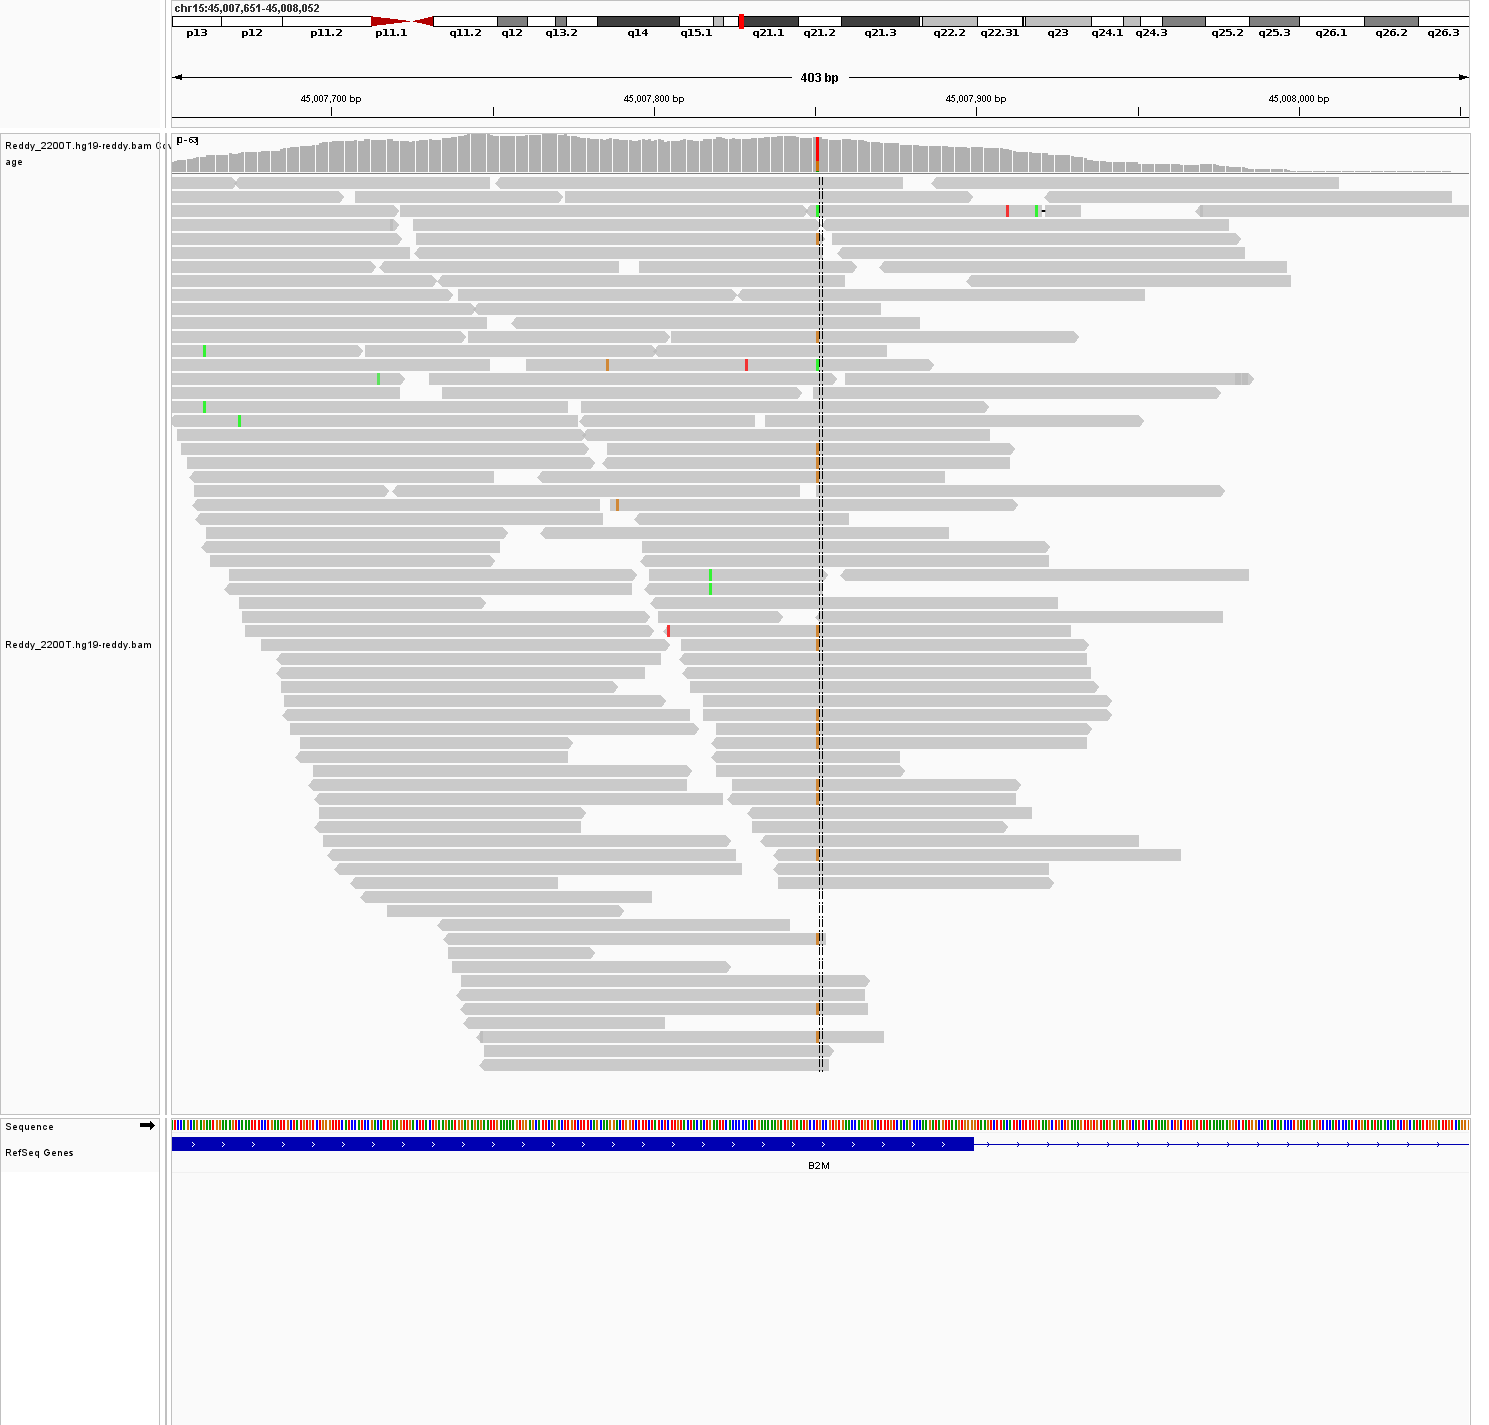 chr15:45,007,651-45,008,052
p13 p12 p11.2 p11.1 q11.2 q12 q13.2 q14 q15.1 q21.1 q21.2 q21.3 q22.2 q22.31 q23 q24.1 q24.3 q25.2 q25.3 q26.1 q26.2 q26.3
403 bp
45,007,700 bp 45,007,800 bp 45,007,900 bp 45,008,000 bp
Reddy_2200T.hg19-reddy.bam Cov
age
[0-63]
Reddy_2200T.hg19-reddy.bam
Sequence
RefSeq Genes
B2M